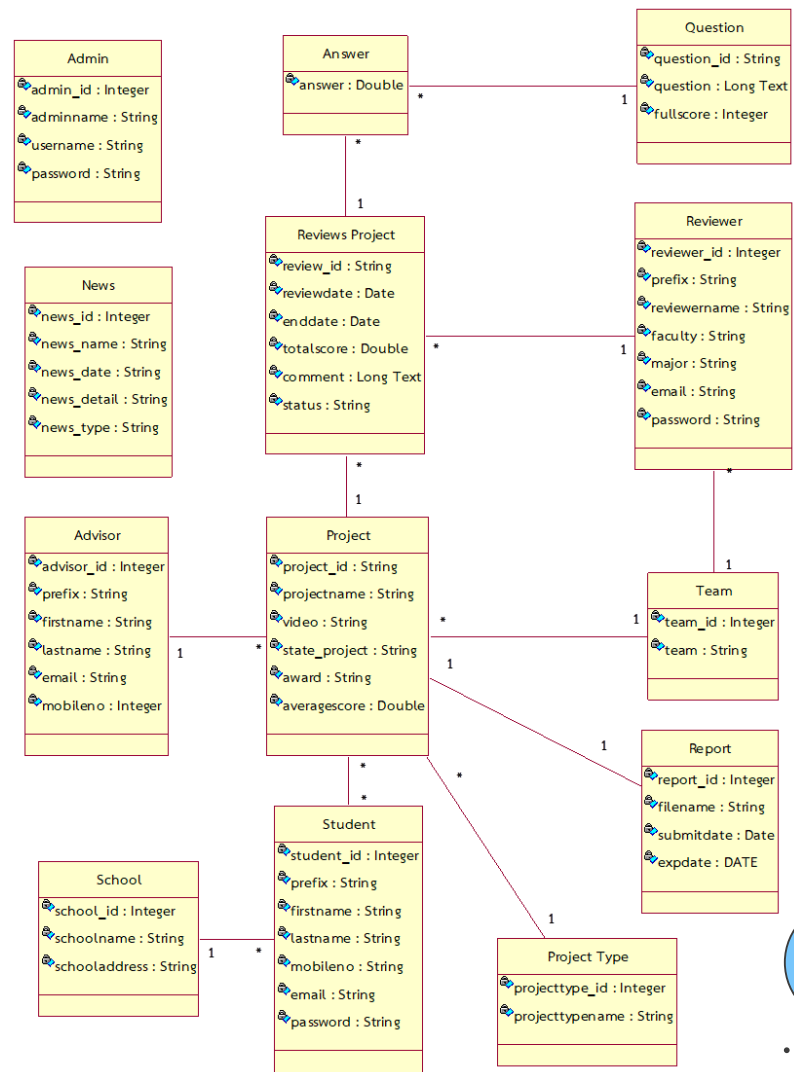 Admin
admin_id : Integer
adminname : String
username : String
password : String
Answer
answer : Double
*
1
Question
question_id : String
question : Long Text
fullscore : Integer
*
1
Reviews Project
review_id : String
reviewdate : Date
enddate : Date
totalscore : Double
comment : Long Text
status : String
*
1
Reviewer
reviewer_id : Integer
prefix : String
reviewername : String
faculty : String
major : String
email : String
password : String
News
news_id : Integer
news_name : String
news_date : String
news_detail : String
news_type : String
*
1
*
1
Advisor
advisor_id : Integer
prefix : String
firstname : String
lastname : String
email : String
mobileno : Integer
1
*
Project
project_id : String
projectname : String
video : String
state_project : String
award : String
averagescore : Double
*
1
Team
team_id : Integer
team : String
1
1
Report
report_id : Integer
filename : String
submitdate : Date
expdate : DATE
*
*
*
1
Student
student_id : Integer
prefix : String
firstname : String
lastname : String
mobileno : String
email : String
password : String
School
school_id : Integer
schoolname : String
schooladdress : String
1
*
Project Type
projecttype_id : Integer
projecttypename : String
•